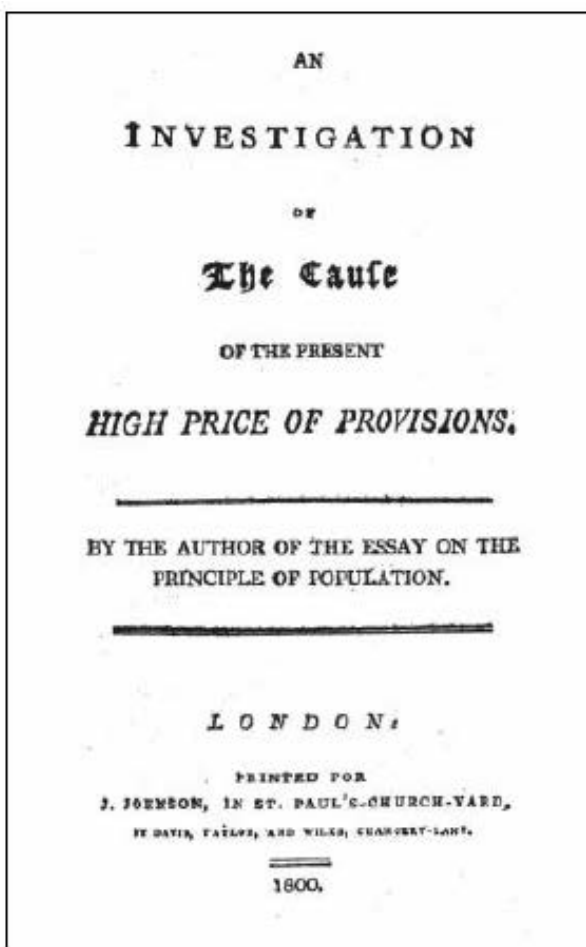 AN
INVESTIGATION
OF
The Cauſe
OF THE PRESENT
HIGH PRICE OF PROVISIONS.
BY THE AUTHOR OF THE ESSAY ON THE
PRINCIPLE OF POPULATION.
LONDON:
PRINTED FOR
J. JOHNSON, IN ST. PAUL'S-CHURCH-YARD,
BY DAVIS, TAYLOR, AND WILKS, CHANCERY-LANE.
1800.